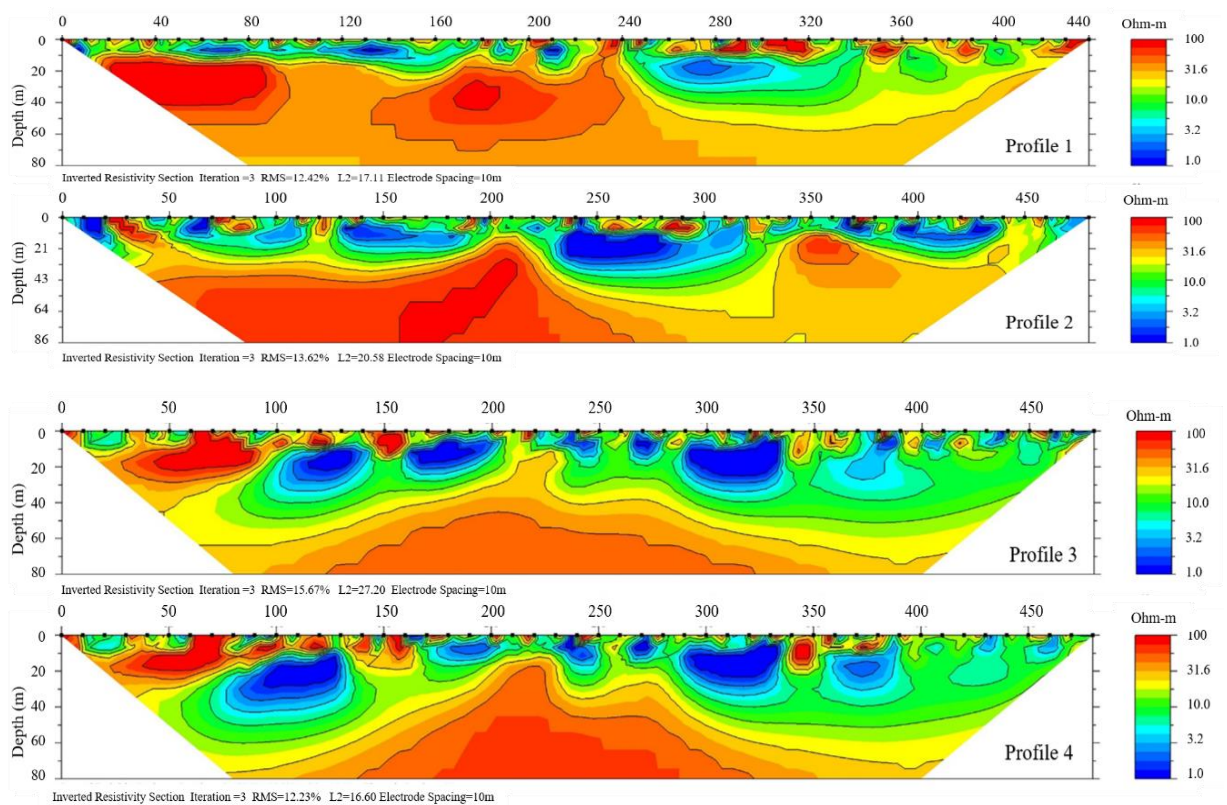 0 40 80 120 160 200 240 280 320 360 400 440
Ohm-m
0
20
40
60
80
Depth (m)
100
31.6
10.0
3.2
1.0
Profile 1
Inverted Resistivity Section Iteration =3 RMS=12.42% L2=17.11 Electrode Spacing=10m
0 50 100 150 200 250 300 350 400 450
Ohm-m
0
21
43
64
86
Depth (m)
100
31.6
10.0
3.2
1.0
Profile 2
Inverted Resistivity Section Iteration =3 RMS=13.62% L2=20.58 Electrode Spacing=10m
0 50 100 150 200 250 300 350 400 450
Ohm-m
0
20
40
60
80
Depth (m)
100
31.6
10.0
3.2
1.0
Profile 3
Inverted Resistivity Section Iteration =3 RMS=15.67% L2=27.20 Electrode Spacing=10m
0 50 100 150 200 250 300 350 400 450
Ohm-m
0
20
40
60
80
Depth (m)
100
31.6
10.0
3.2
1.0
Profile 4
Inverted Resistivity Section Iteration =3 RMS=12.23% L2=16.60 Electrode Spacing=10m